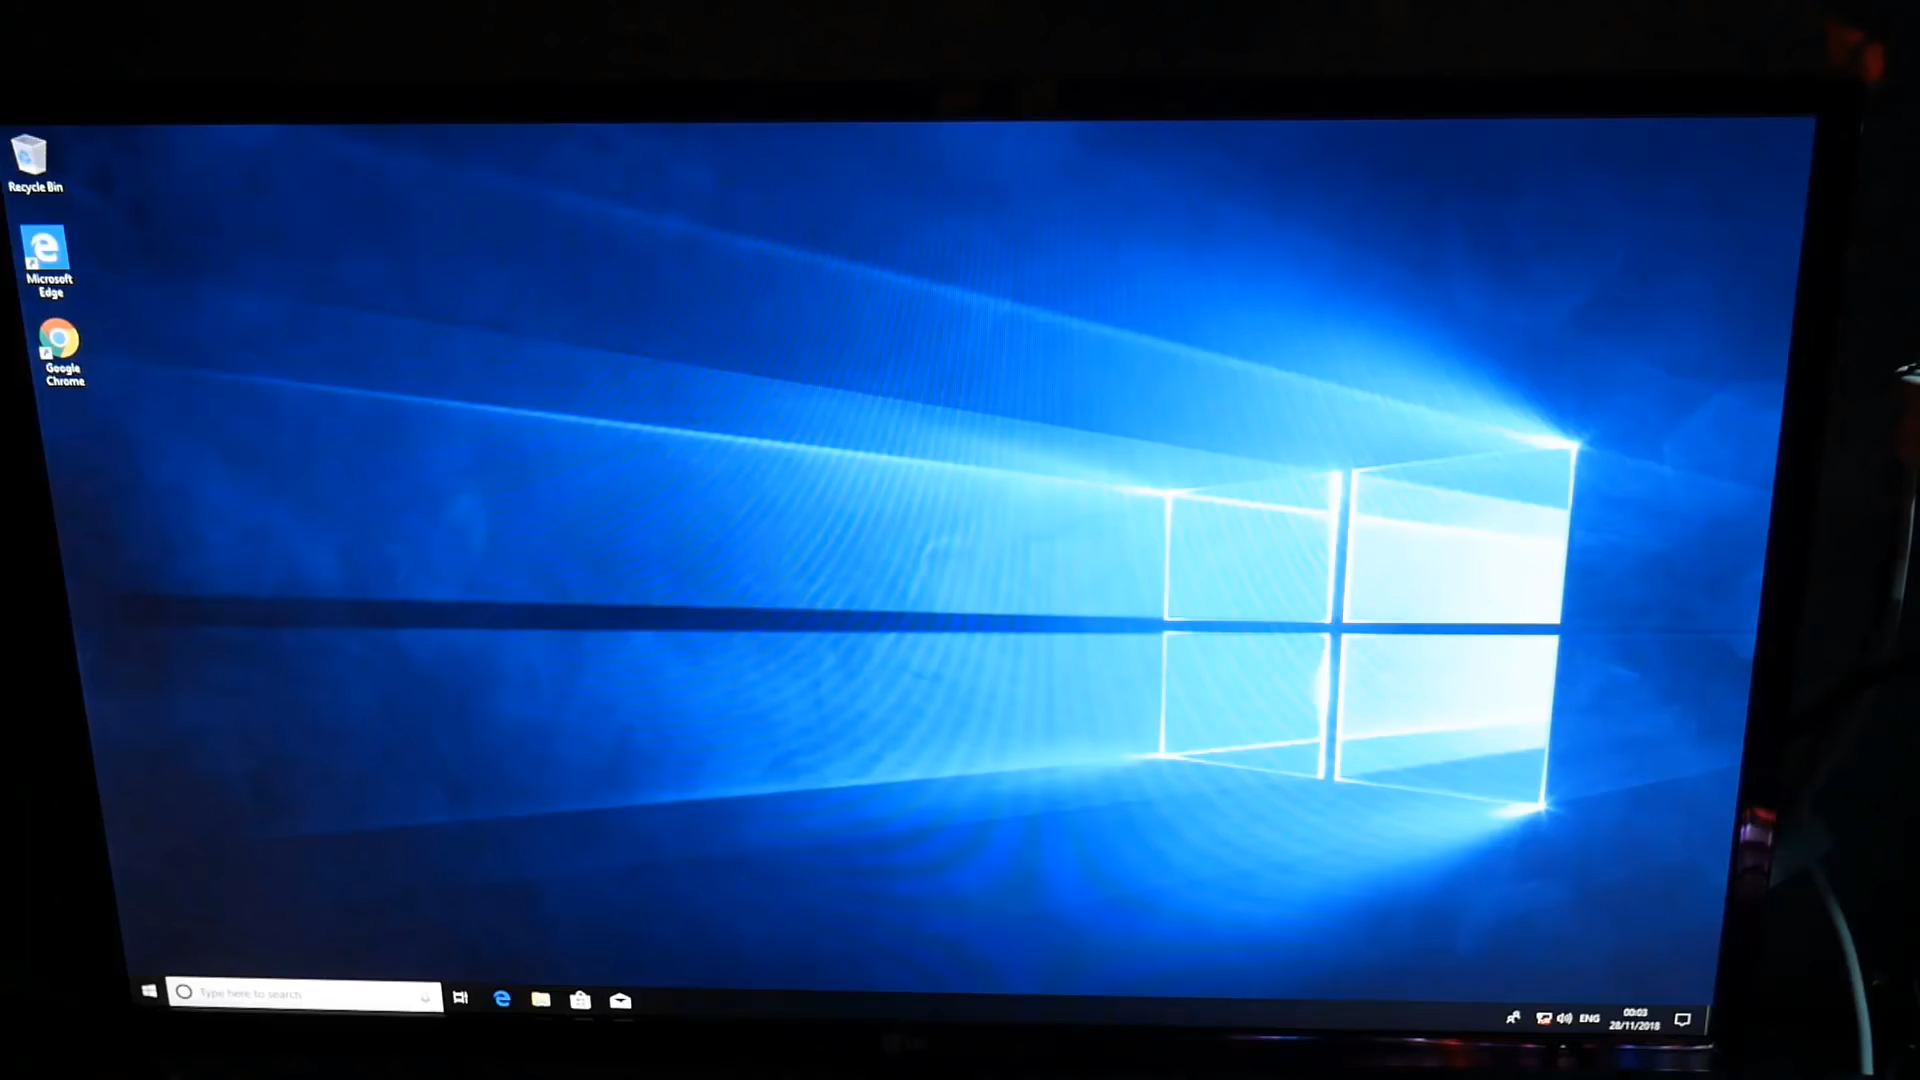 Recycle Bin
Microsoft
Edge
Google
Chrome
Type here to search
ENG
00:03
28/11/2018